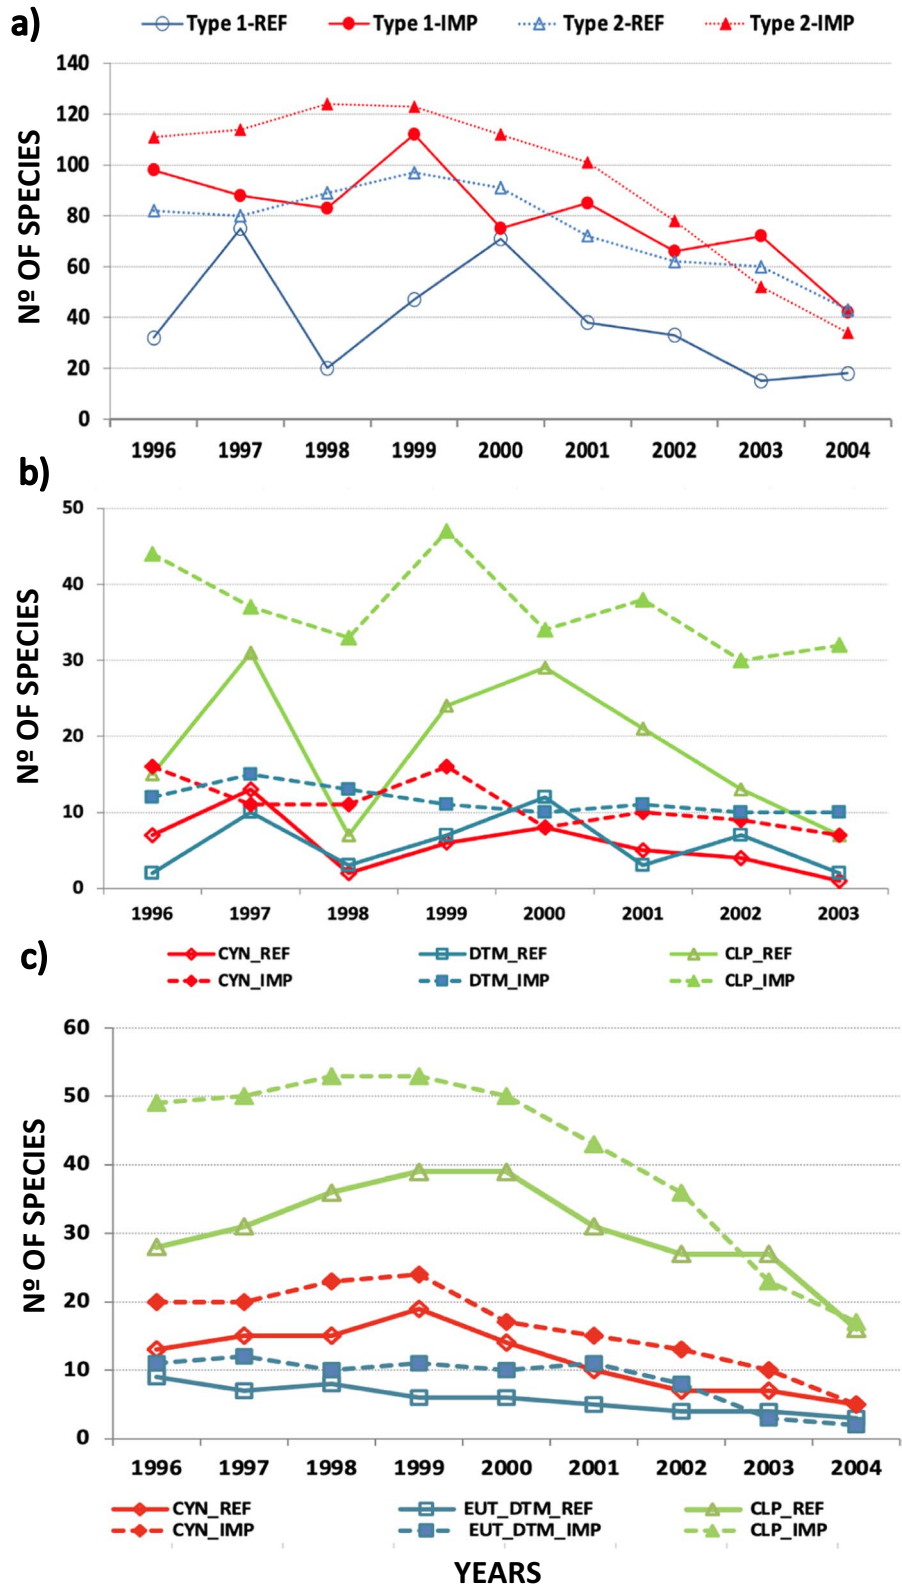 a)
Type 1-REF Type 1-IMP Type 2-REF Type 2-IMP
Nº OF SPECIES
140
120
100
80
60
40
20
0
1996 1997 1998 1999 2000 2001 2002 2003 2004
b)
Nº OF SPECIES
50
40
30
20
10
0
1996 1997 1998 1999 2000 2001 2002 2003
CYN_REF DTM_REF CLP_REF
CYN_IMP DTM_IMP CLP_IMP
c)
Nº OF SPECIES
60
50
40
30
20
10
0
1996 1997 1998 1999 2000 2001 2002 2003 2004
CYN_REF EUT_DTM_REF CLP_REF
CYN_IMP EUT_DTM_IMP CLP_IMP
YEARS